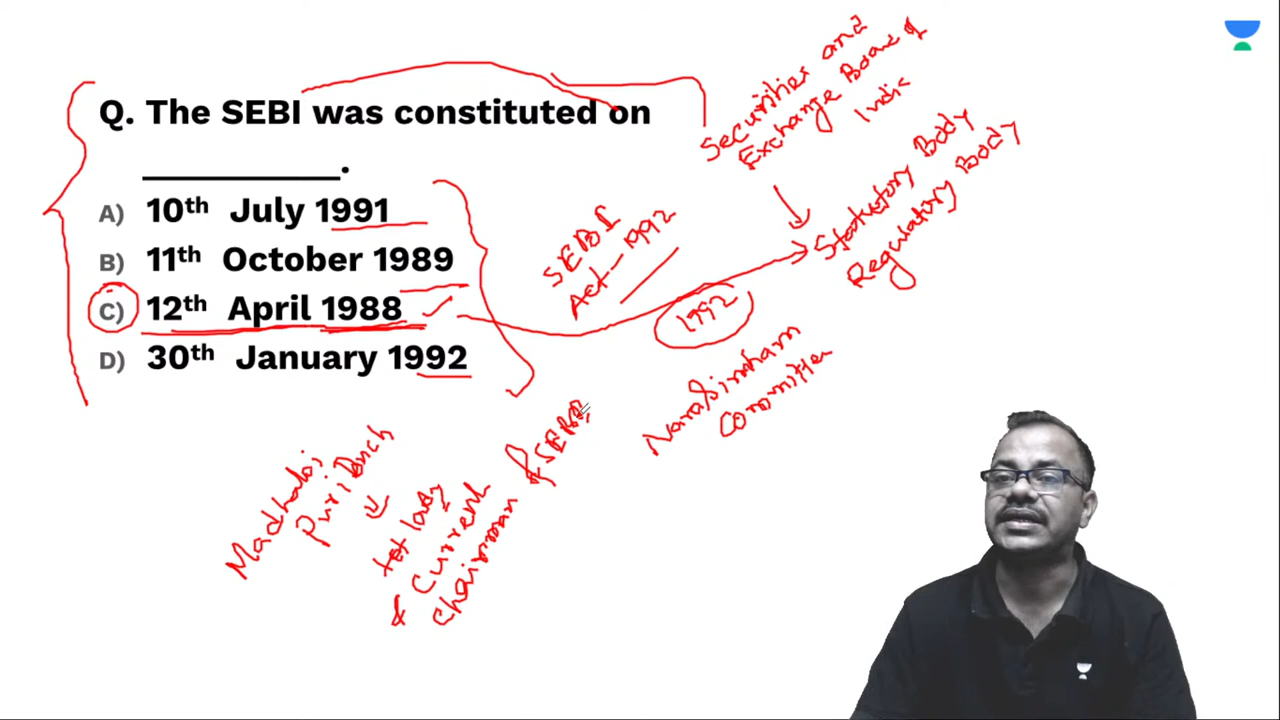 Q. The SEBI was constituted on
____________.
A) 10th July 1991
B) 11th October 1989
C) 12th April 1988
D) 30th January 1992
Securities and
Exchange Board of
India
Statutory Body
Regulatory Body
SEBI
Act - 1992
1992
Narasimham
Committee
Madhabi
Puri Buch
1st lady
& Current
Chairman of SEBI